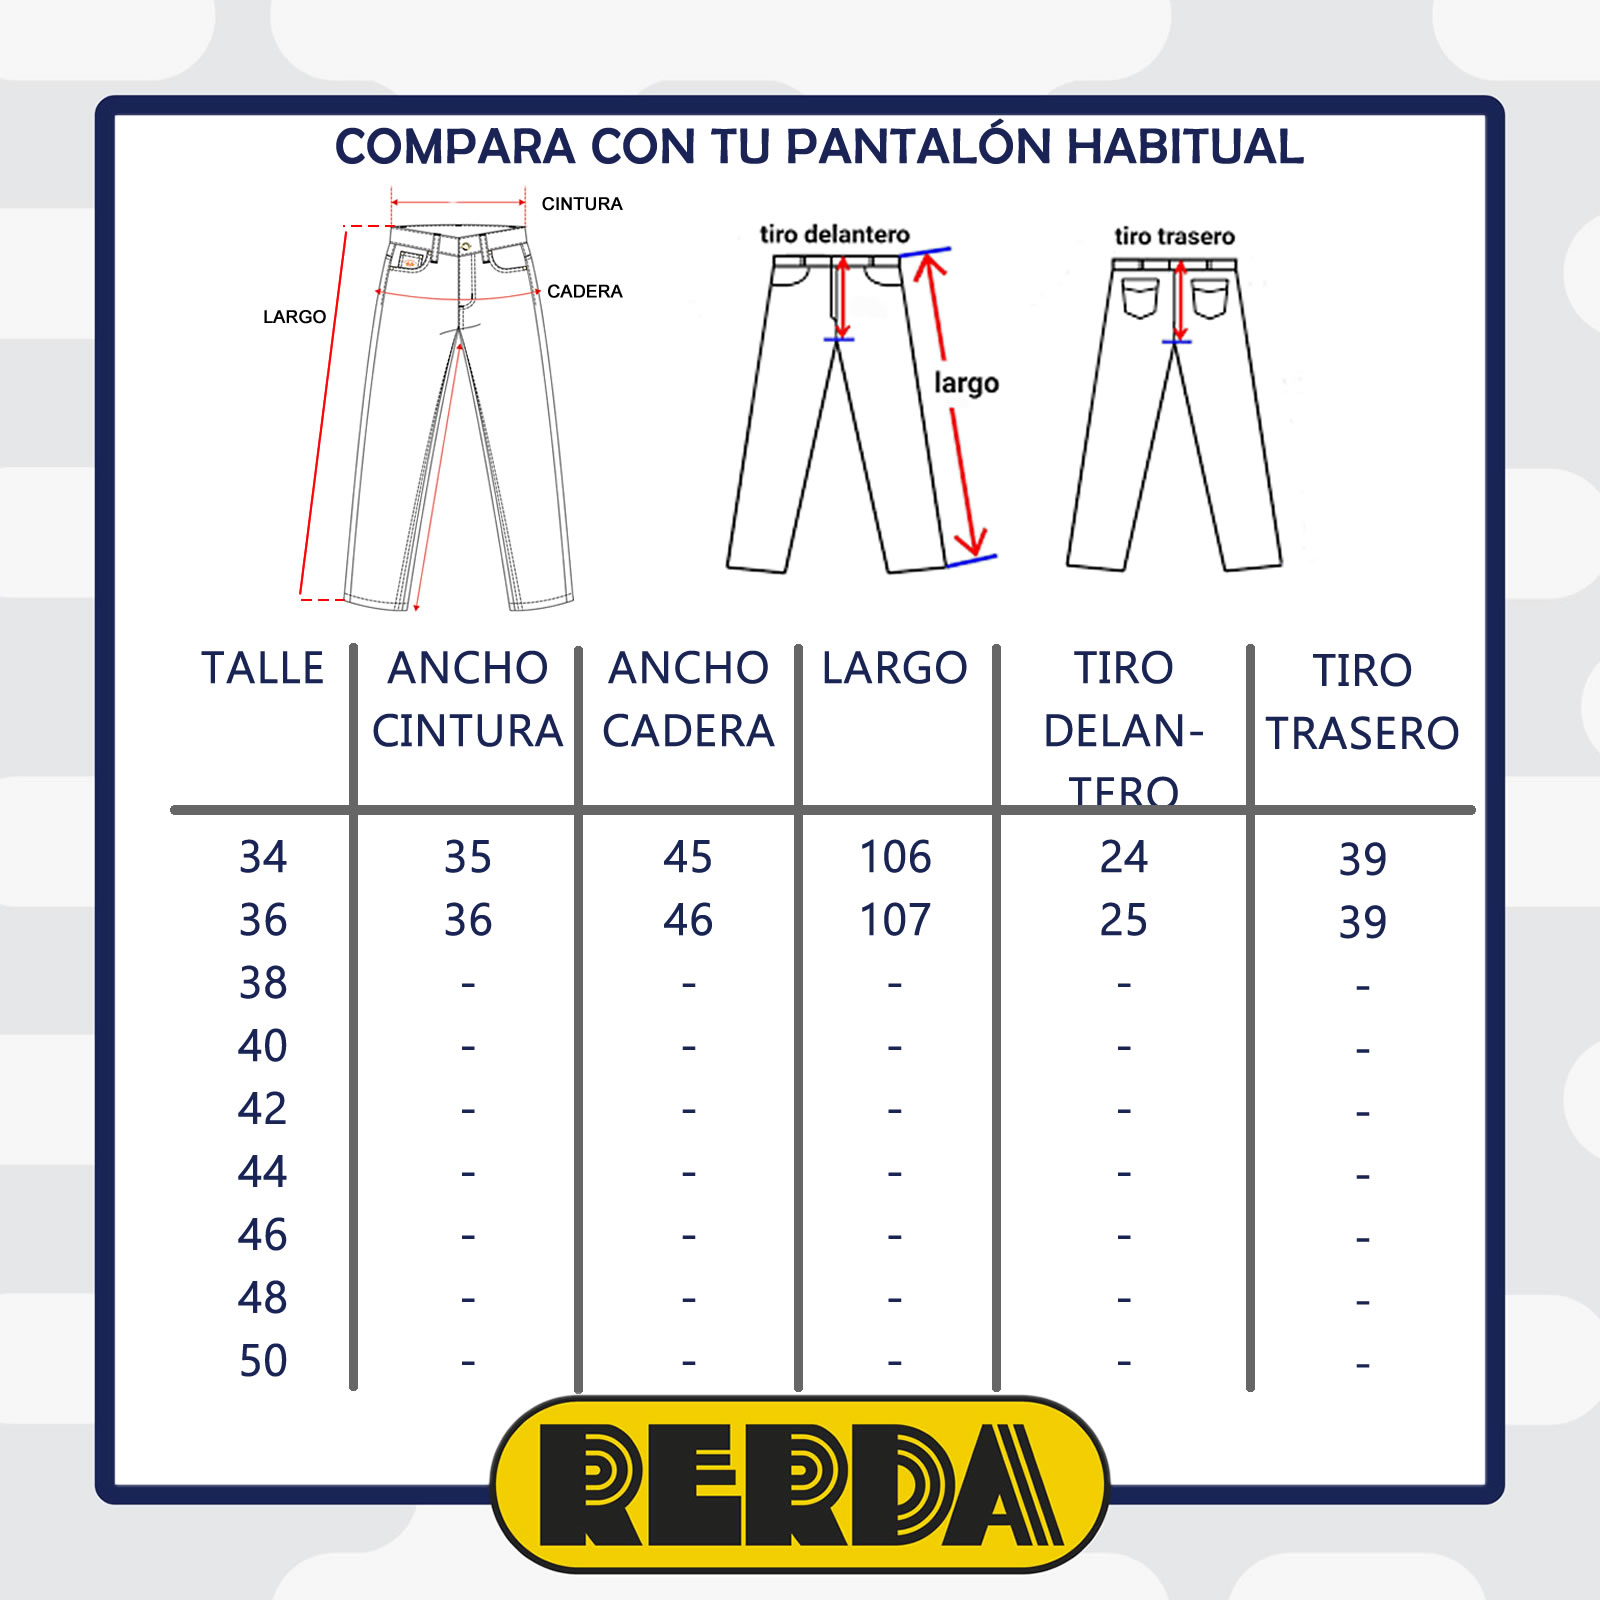 COMPARA CON TU PANTALÓN HABITUAL
CINTURA
CADERA
LARGO
tiro delantero
largo
tiro trasero
TALLE ANCHO CINTURA ANCHO CADERA LARGO TIRO DELAN-TERO TIRO TRASERO
34 35 45 106 24 39
36 36 46 107 25 39
38 - - - - -
40 - - - - -
42 - - - - -
44 - - - - -
46 - - - - -
48 - - - - -
50 - - - - -
RERDA